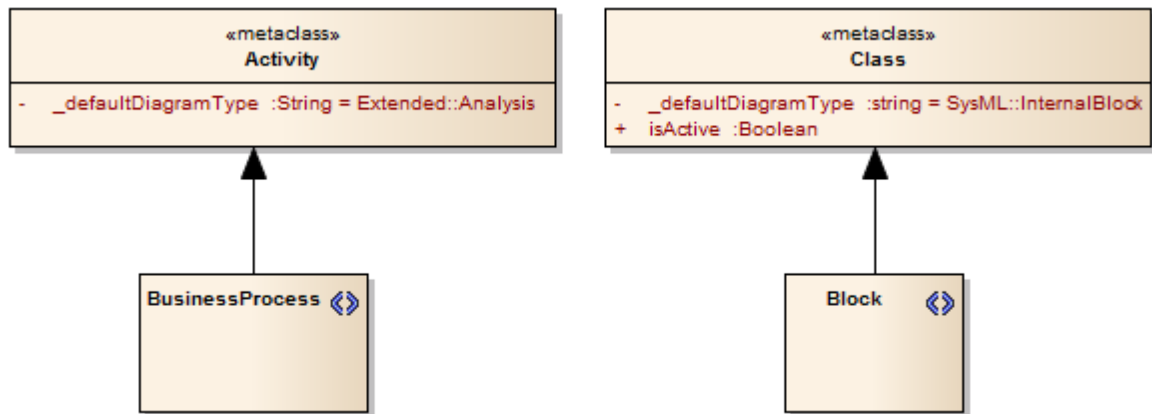 «metaclass»
Activity
- _defaultDiagramType :String = Extended::Analysis
«metaclass»
Class
- _defaultDiagramType :string = SysML::InternalBlock
+ isActive :Boolean
BusinessProcess
Block